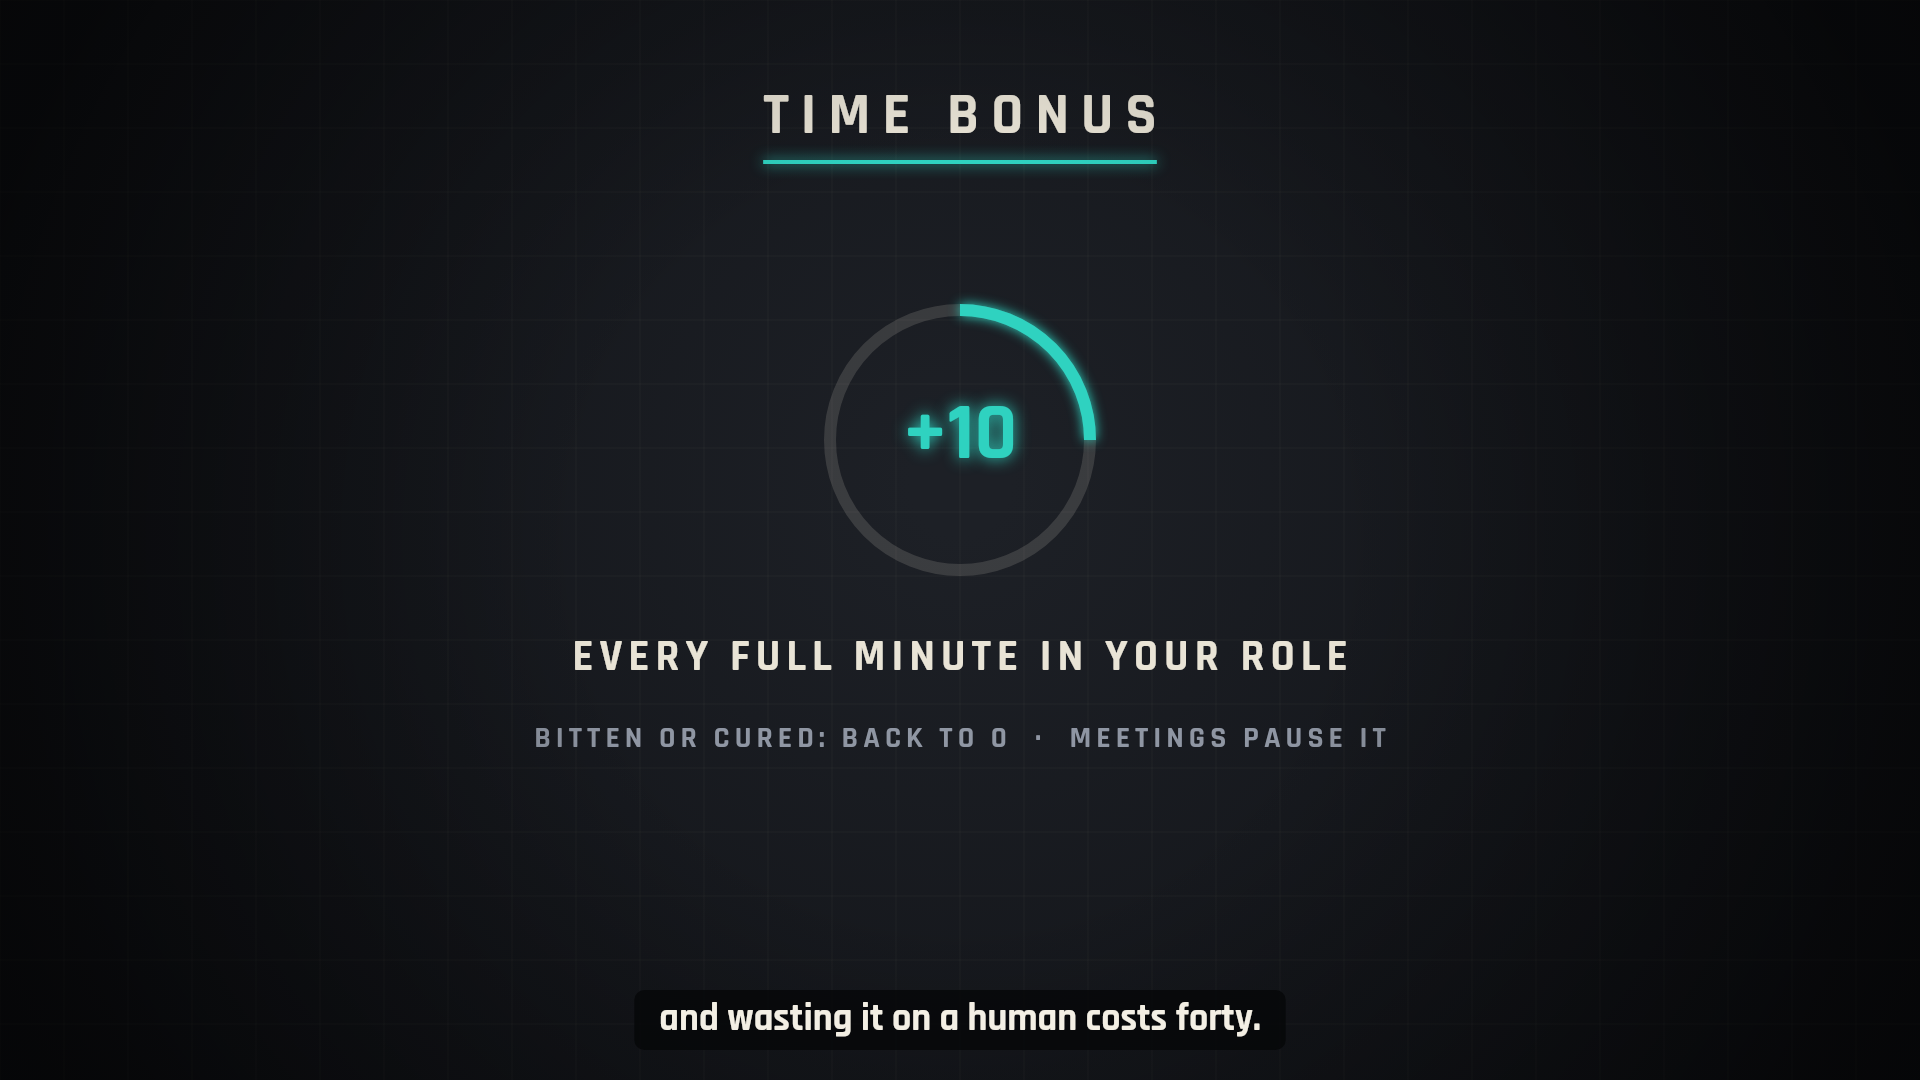 TIME BONUS
+10
EVERY FULL MINUTE IN YOUR ROLE
BITTEN OR CURED: BACK TO 0 · MEETINGS PAUSE IT
and wasting it on a human costs forty.